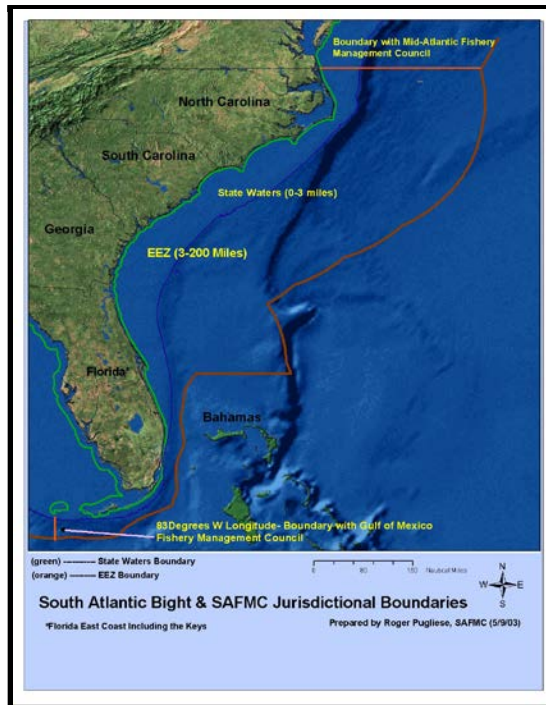 Boundary with Mid-Atlantic Fishery
Management Council
North Carolina
South Carolina
State Waters (0-3 miles)
Georgia
EEZ (3-200 Miles)
Florida*
Bahamas
83Degrees W Longitude- Boundary with Gulf of Mexico
Fishery Management Council
(green) ---------- State Waters Boundary
(orange) ---------- EEZ Boundary
0 80 160 Nautical Miles
N
W E
S
South Atlantic Bight & SAFMC Jurisdictional Boundaries
*Florida East Coast Including the Keys
Prepared by Roger Pugliese, SAFMC (5/9/03)